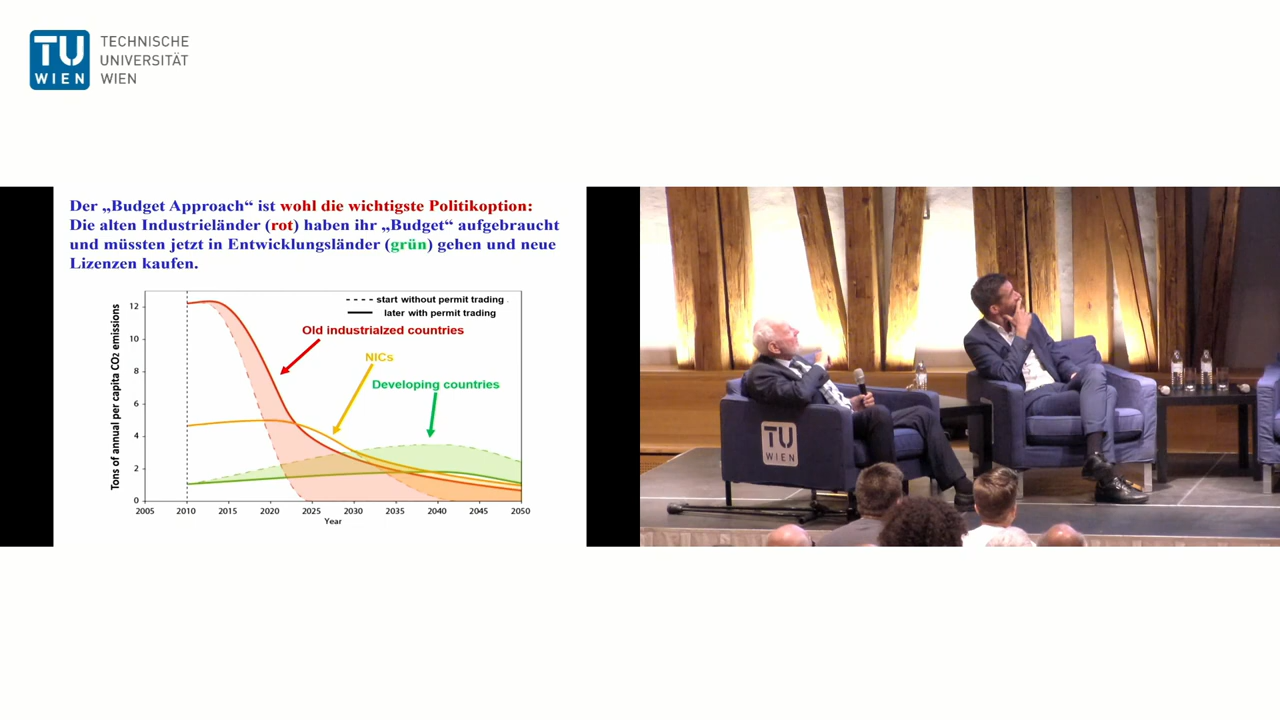 TU
WIEN
TECHNISCHE
UNIVERSITÄT
WIEN
Der „Budget Approach“ ist wohl die wichtigste Politikoption:
Die alten Industrieländer (rot) haben ihr „Budget“ aufgebraucht
und müssten jetzt in Entwicklungsländer (grün) gehen und neue
Lizenzen kaufen.
start without permit trading
later with permit trading
Old industrialzed countries
NICs
Developing countries
Tons of annual per capita CO2 emissions
12
10
8
6
4
2
0
2005 2010 2015 2020 2025 2030 2035 2040 2045 2050
Year
TU
WIEN